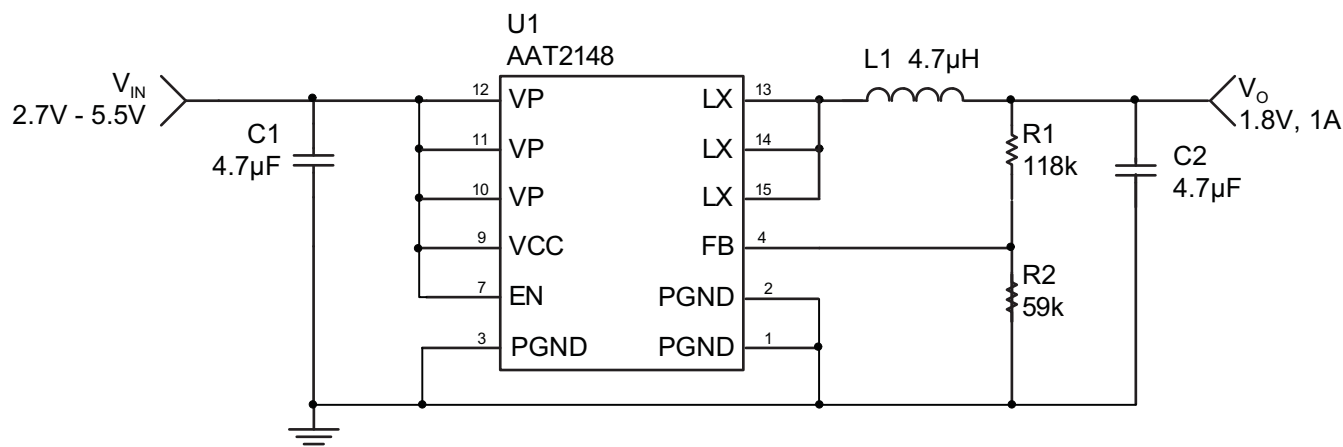 U1
AAT2148
V_IN
2.7V - 5.5V
C1
4.7µF
12 VP
11 VP
10 VP
9 VCC
7 EN
3 PGND
LX 13
LX 14
LX 15
FB 4
PGND 2
PGND 1
L1 4.7µH
R1
118k
R2
59k
C2
4.7µF
V_O
1.8V, 1A